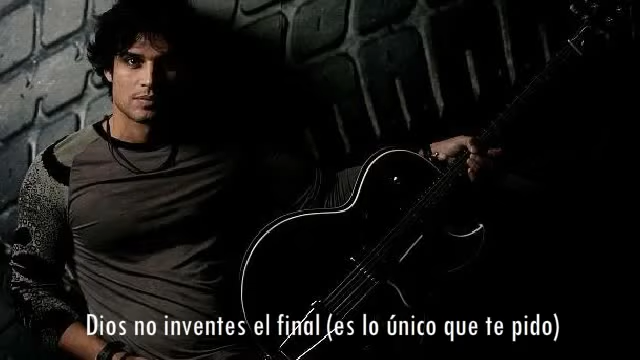 Dios no inventes el final (es lo único que te pido)